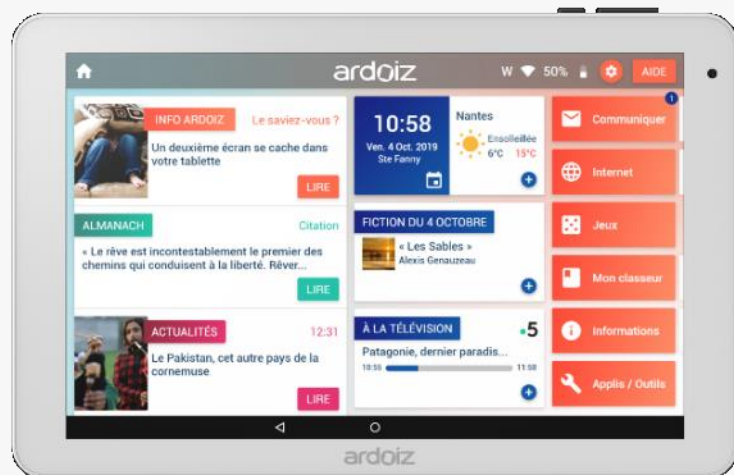 ardoiz
W 50% AIDE
INFO ARDOIZ Le saviez-vous ?
Un deuxième écran se cache dans
votre tablette
LIRE
ALMANACH Citation
« Le rêve est incontestablement le premier des
chemins qui conduisent à la liberté. Rêver...
LIRE
ACTUALITÉS 12:31
Le Pakistan, cet autre pays de la
cornemuse
LIRE
10:58
Ven. 4 Oct. 2019
Ste Fanny
Nantes
Ensolleillée
6°C 15°C
FICTION DU 4 OCTOBRE
« Les Sables »
Alexis Genauzeau
À LA TÉLÉVISION 5
Patagonie, dernier paradis...
10:55 11:50
1
Communiquer
Internet
Jeux
Mon classeur
Informations
Applis / Outils
ardoiz